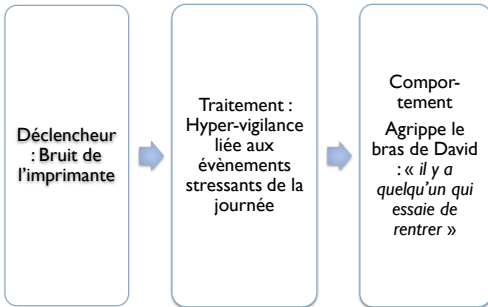 Déclencheur
: Bruit de
l'imprimante
Traitement :
Hyper-vigilance
liée aux
évènements
stressants de la
journée
Compor-
tement
Agrippe le
bras de David
: « il y a
quelqu'un qui
essaie de
rentrer »